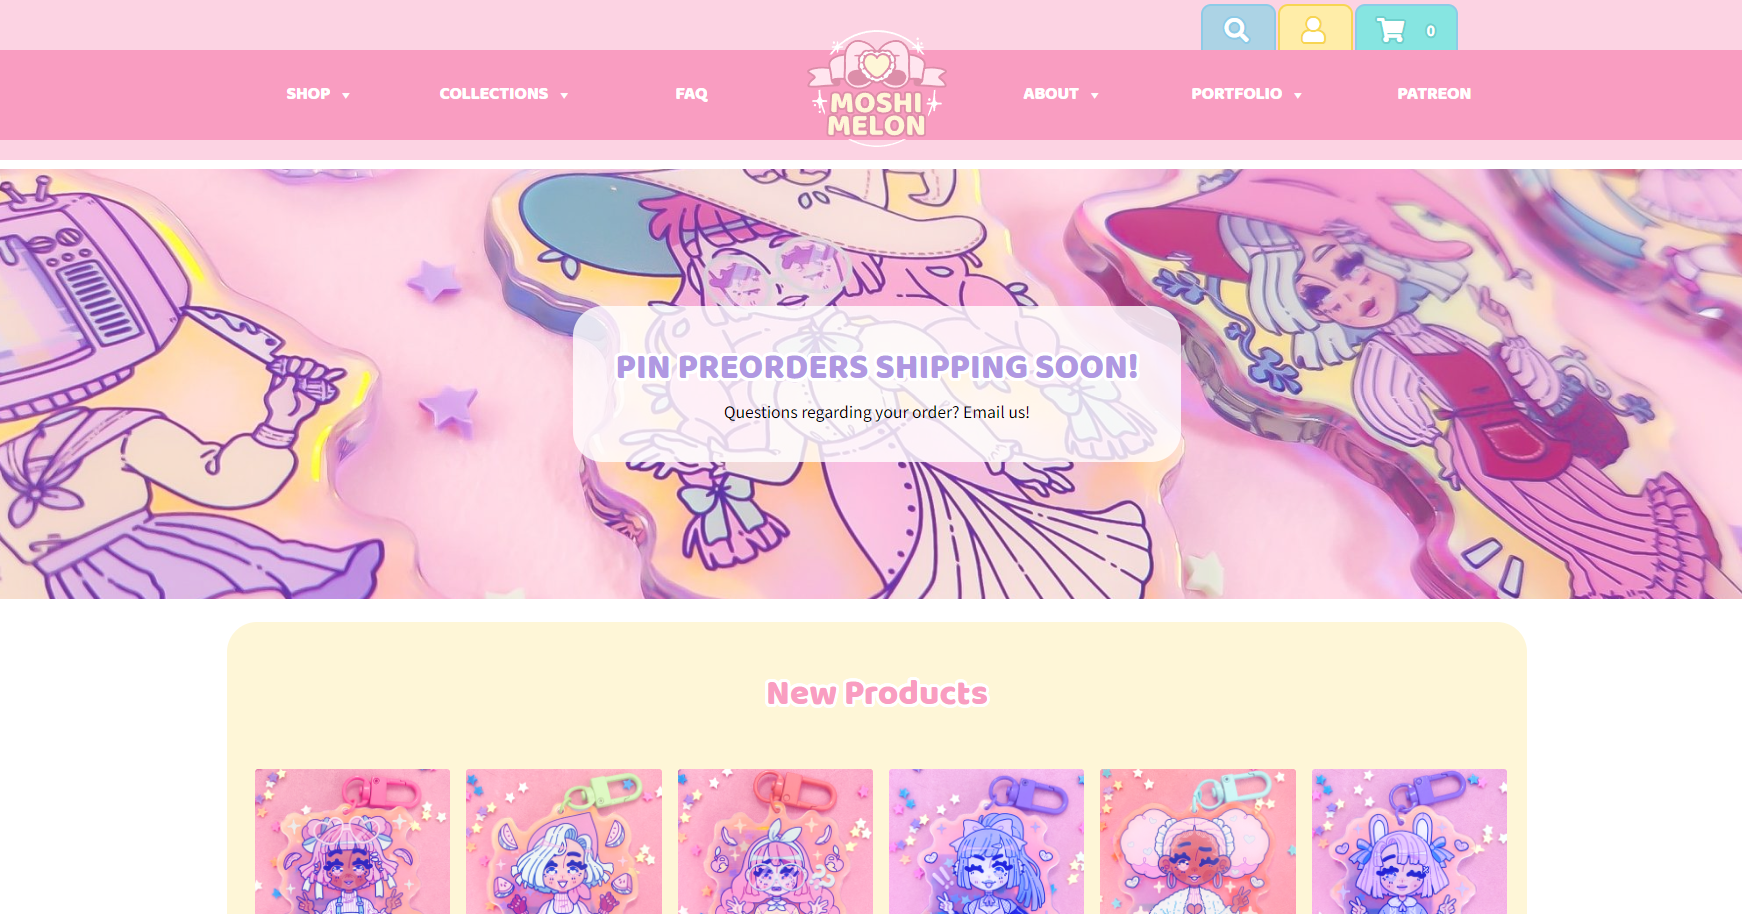 0
SHOP
COLLECTIONS
FAQ
MOSHI
MELON
ABOUT
PORTFOLIO
PATREON
PIN PREORDERS SHIPPING SOON!
Questions regarding your order? Email us!
New Products